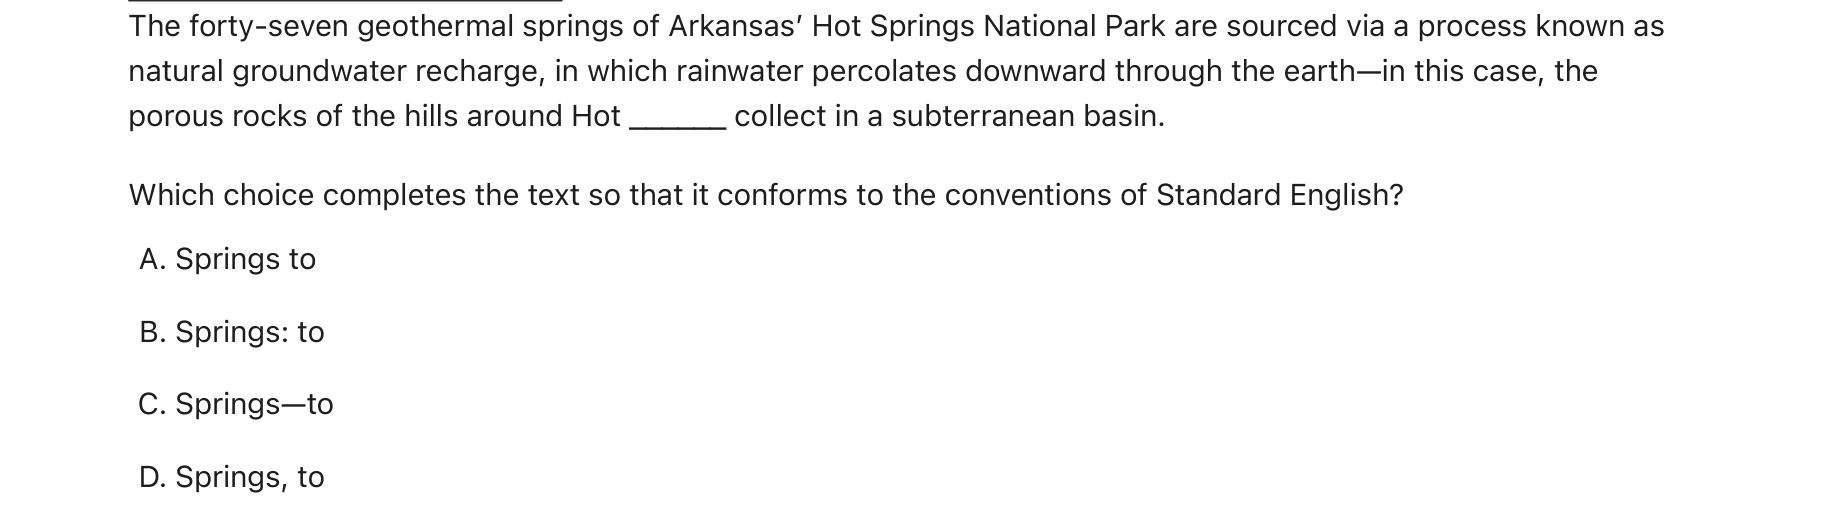 The forty-seven geothermal springs of Arkansas’ Hot Springs National Park are sourced via a process known as
natural groundwater recharge, in which rainwater percolates downward through the earth—in this case, the
porous rocks of the hills around Hot ______ collect in a subterranean basin.
Which choice completes the text so that it conforms to the conventions of Standard English?
A. Springs to
B. Springs: to
C. Springs—to
D. Springs, to